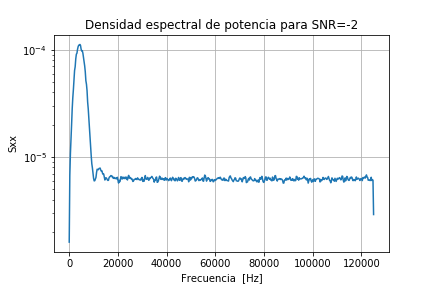 Densidad espectral de potencia para SNR=-2
10⁻⁴
Sxx
10⁻⁵
0 20000 40000 60000 80000 100000 120000
Frecuencia [Hz]